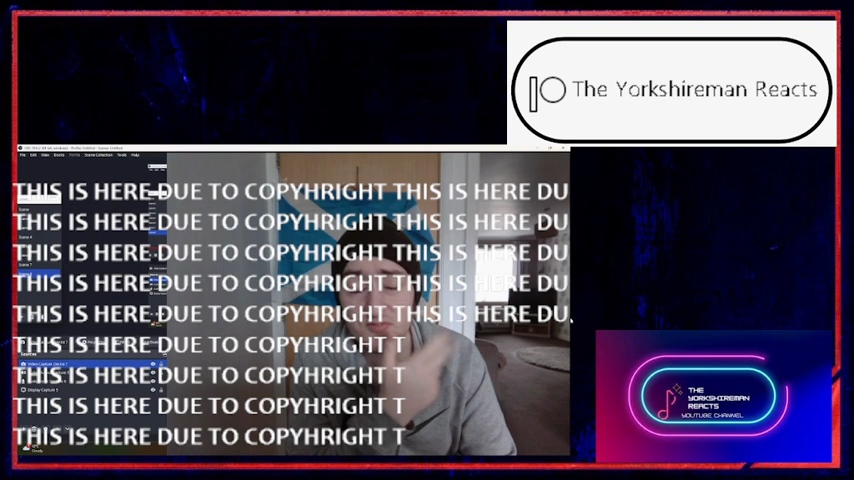 The Yorkshireman Reacts
THIS IS HERE DUE TO COPYHRIGHT THIS IS HERE DU
THIS IS HERE DUE TO COPYHRIGHT THIS IS HERE DU
THIS IS HERE DUE TO COPYHRIGHT THIS IS HERE DU
THIS IS HERE DUE TO COPYHRIGHT THIS IS HERE DU
THIS IS HERE DUE TO COPYHRIGHT THIS IS HERE DU
THIS IS HERE DUE TO COPYHRIGHT T
THIS IS HERE DUE TO COPYHRIGHT T
THIS IS HERE DUE TO COPYHRIGHT T
THIS IS HERE DUE TO COPYHRIGHT T
THE
YORKSHIREMAN
REACTS
YOUTUBE CHANNEL